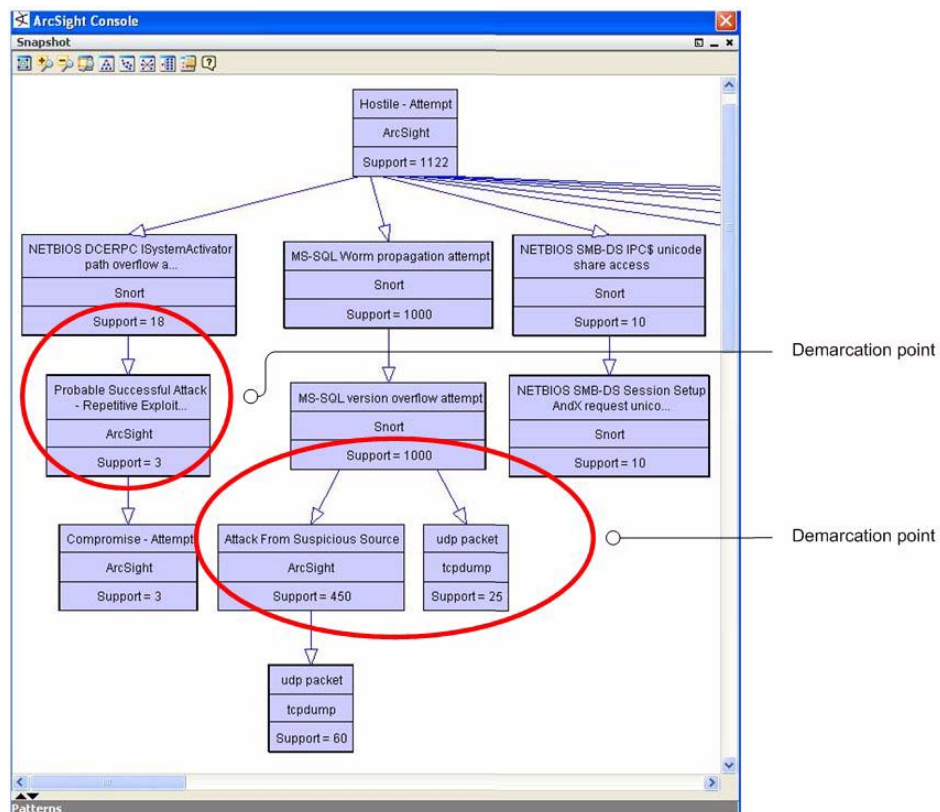 ArcSight Console
Snapshot
Hostile - Attempt
ArcSight
Support = 1122
NETBIOS DCERPC ISystemActivator
path overflow a...
Snort
Support = 18
MS-SQL Worm propagation attempt
Snort
Support = 1000
NETBIOS SMB-DS IPC$ unicode
share access
Snort
Support = 10
Demarcation point
Probable Successful Attack
- Repetitive Exploit...
ArcSight
Support = 3
MS-SQL version overflow attempt
Snort
Support = 1000
NETBIOS SMB-DS Session Setup
AndX request unico...
Snort
Support = 10
Compromise - Attempt
ArcSight
Support = 3
Attack From Suspicious Source
ArcSight
Support = 450
udp packet
tcpdump
Support = 25
Demarcation point
udp packet
tcpdump
Support = 60
Patterns